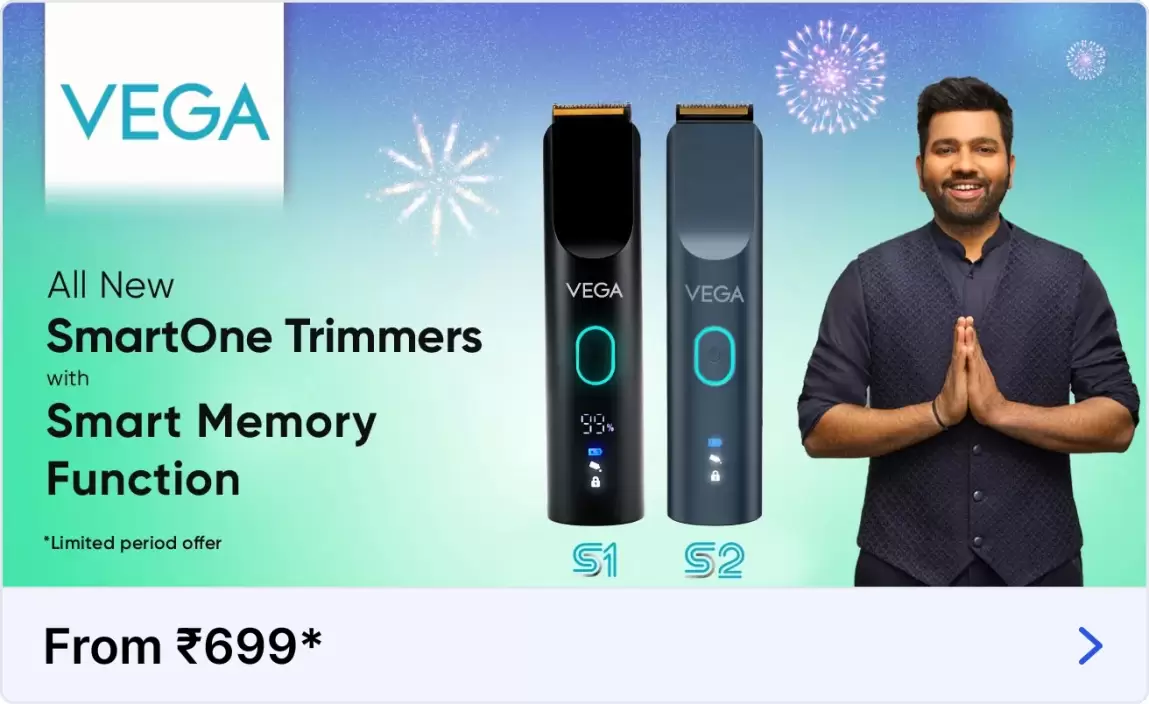 VEGA
All New
SmartOne Trimmers
with
Smart Memory
Function
*Limited period offer
VEGA
99%
S1
VEGA
S2
From ₹699*